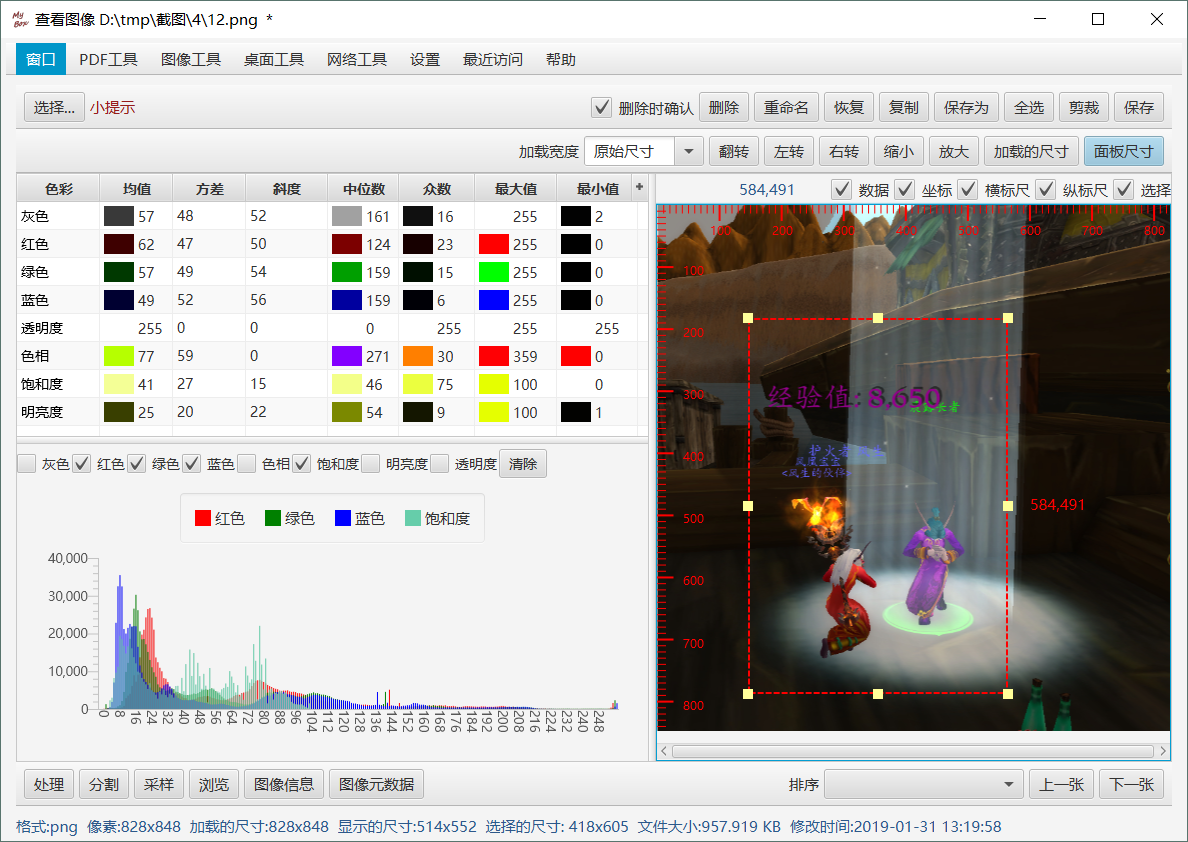 My Box 查看图像 D:\tmp\截图\4\12.png *
窗口 PDF工具 图像工具 桌面工具 网络工具 设置 最近访问 帮助
选择... 小提示 删除时确认 删除 重命名 恢复 复制 保存为 全选 剪裁 保存
加载宽度 原始尺寸 翻转 左转 右转 缩小 放大 加载的尺寸 面板尺寸
色彩 均值 方差 斜度 中位数 众数 最大值 最小值 +
灰色 57 48 52 161 16 255 2
红色 62 47 50 124 23 255 0
绿色 57 49 54 159 15 255 0
蓝色 49 52 56 159 6 255 0
透明度 255 0 0 0 255 255 255
色相 77 59 0 271 30 359 0
饱和度 41 27 15 46 75 100 0
明亮度 25 20 22 54 9 100 1
灰色 红色 绿色 蓝色 色相 饱和度 明亮度 透明度 清除
红色 绿色 蓝色 饱和度
40,000
30,000
20,000
10,000
0
0 8 16 24 32 40 48 56 64 72 80 88 96 104 112 120 128 136 144 152 160 168 176 184 192 200 208 216 224 232 240 248
584,491 数据 坐标 横标尺 纵标尺 选择
100 200 300 400 500 600 700 800
100
200
300
经验值: 8,650
400
护火者
500
584,491
600
700
800
处理 分割 采样 浏览 图像信息 图像元数据 排序 上一张 下一张
格式:png 像素:828x848 加载的尺寸:828x848 显示的尺寸:514x552 选择的尺寸: 418x605 文件大小:957.919 KB 修改时间:2019-01-31 13:19:58